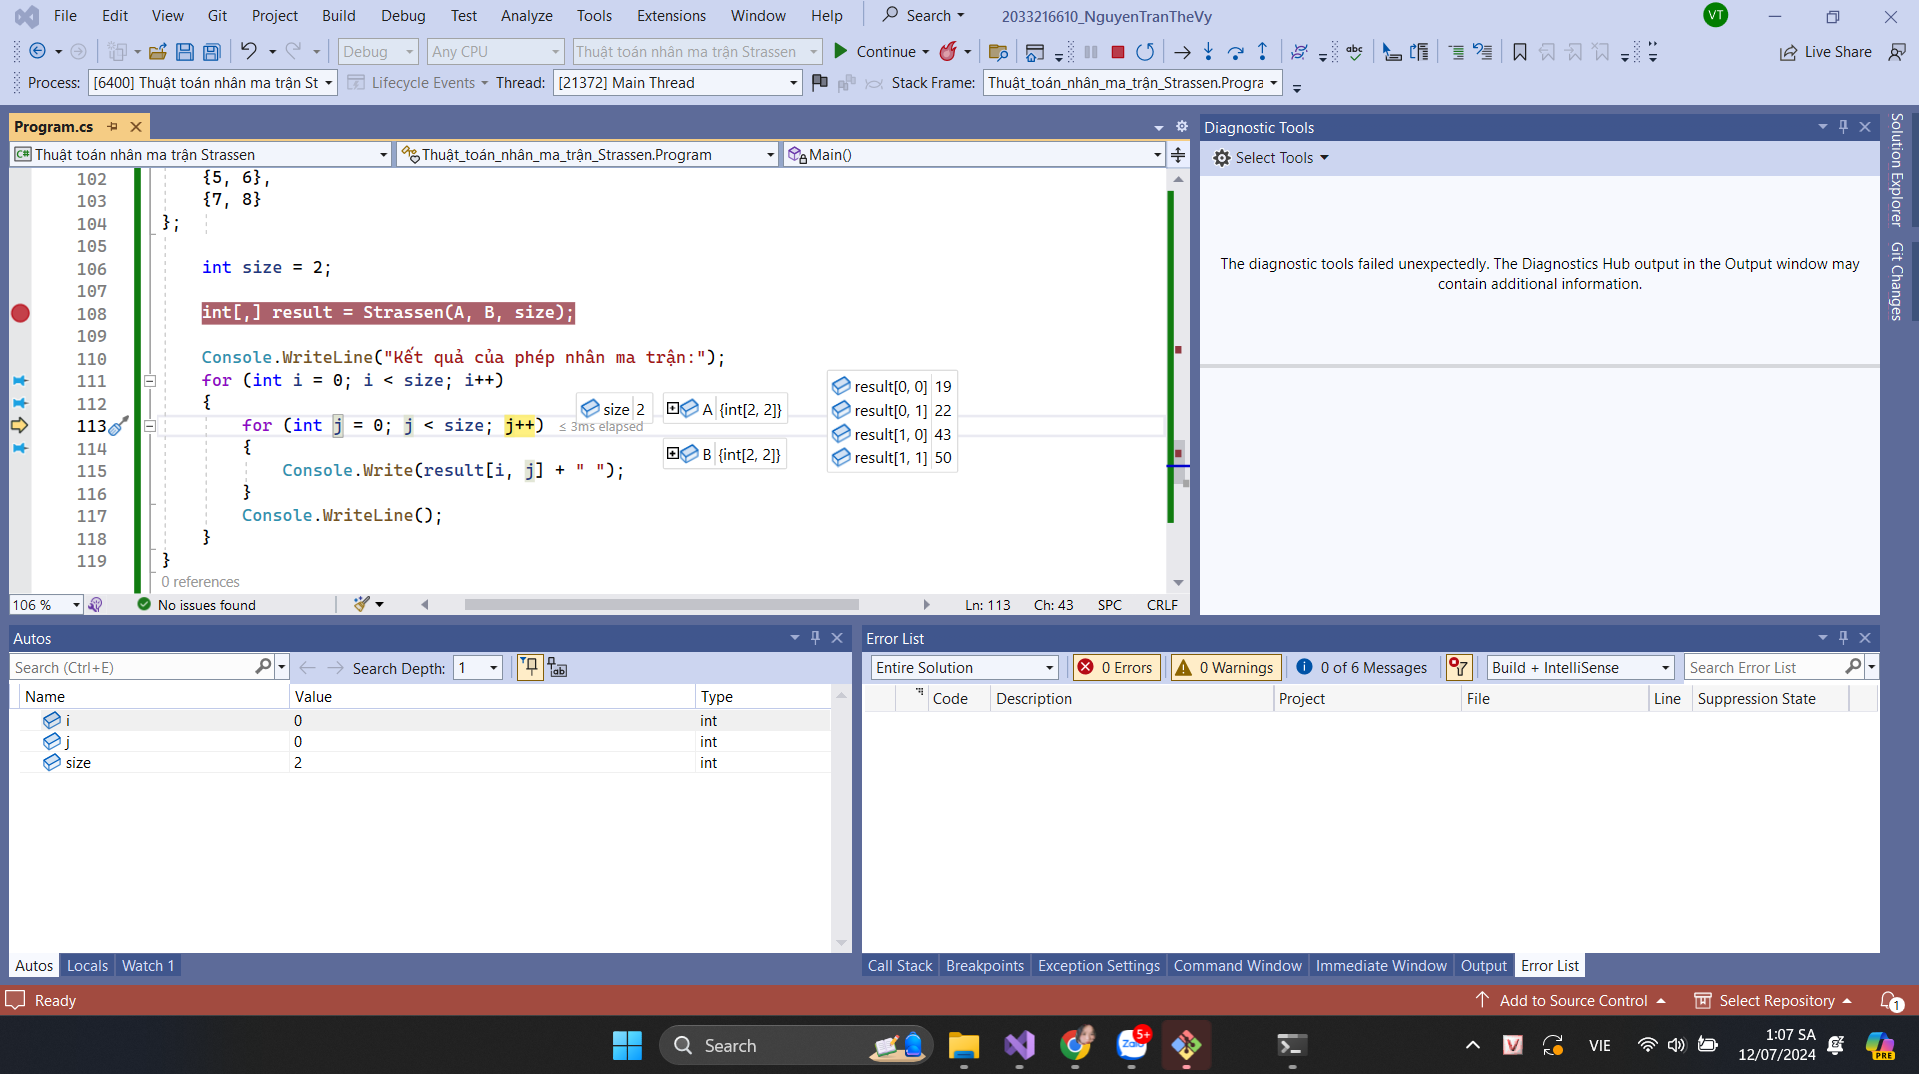 File Edit View Git Project Build Debug Test Analyze Tools Extensions Window Help Search 2033216610_NguyenTranTheVy VT
Debug Any CPU Thuật toán nhân ma trận Strassen Continue abc Live Share
Process: [6400] Thuật toán nhân ma trận St Lifecycle Events Thread: [21372] Main Thread Stack Frame: Thuật_toán_nhân_ma_trận_Strassen.Progra
Program.cs
C# Thuật toán nhân ma trận Strassen Thuật_toán_nhân_ma_trận_Strassen.Program Main()
102 {5, 6},
103 {7, 8}
104 };
105
106 int size = 2;
107
108 int[,] result = Strassen(A, B, size);
109
110 Console.WriteLine("Kết quả của phép nhân ma trận:");
111 for (int i = 0; i < size; i++)
112 {
113 for (int j = 0; j < size; j++) ≤ 3ms elapsed
114 {
115 Console.Write(result[i, j] + " ");
116 }
117 Console.WriteLine();
118 }
119 }
0 references
size 2
A {int[2, 2]}
B {int[2, 2]}
result[0, 0] 19
result[0, 1] 22
result[1, 0] 43
result[1, 1] 50
106 % No issues found Ln: 113 Ch: 43 SPC CRLF
Diagnostic Tools
Select Tools
The diagnostic tools failed unexpectedly. The Diagnostics Hub output in the Output window may
contain additional information.
Solution Explorer
Git Changes
Autos
Search (Ctrl+E) Search Depth: 1 ab
Name Value Type
i 0 int
j 0 int
size 2 int
Autos Locals Watch 1
Error List
Entire Solution 0 Errors 0 Warnings 0 of 6 Messages Build + IntelliSense Search Error List
Code Description Project File Line Suppression State
Call Stack Breakpoints Exception Settings Command Window Immediate Window Output Error List
Ready Add to Source Control Select Repository 1
Search Zalo 5+ V VIE 1:07 SA
12/07/2024 PRE